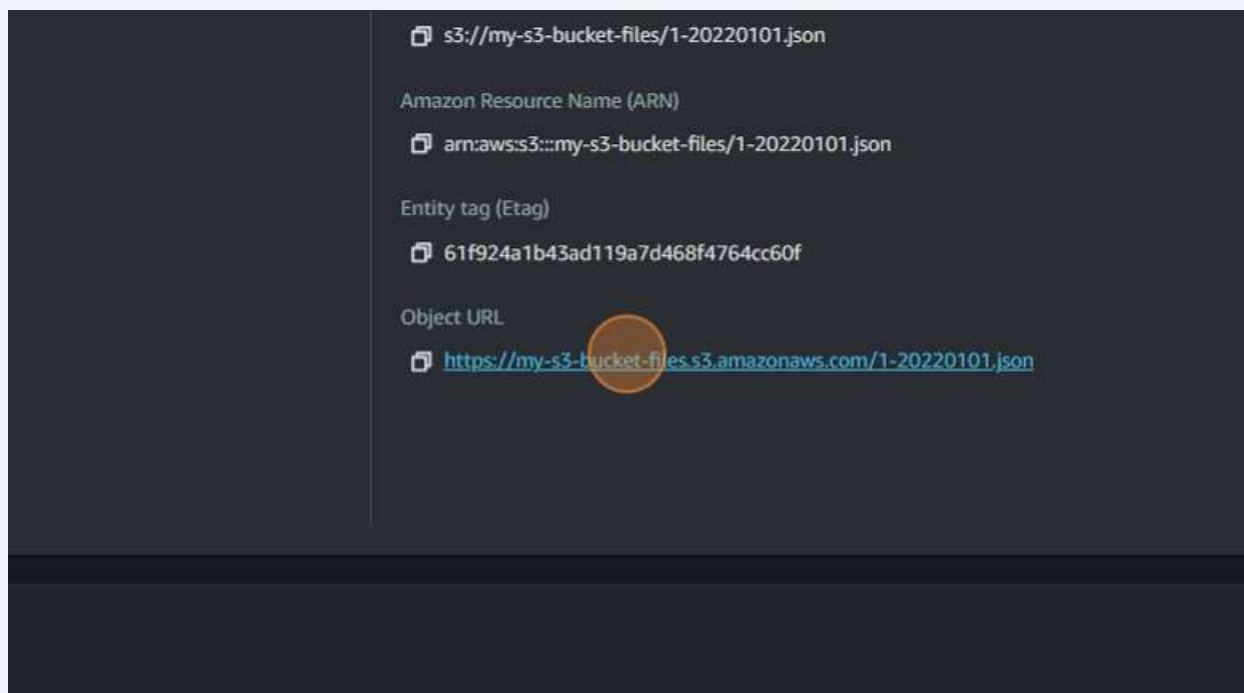 s3://my-s3-bucket-files/1-20220101.json
Amazon Resource Name (ARN)
arn:aws:s3:::my-s3-bucket-files/1-20220101.json
Entity tag (Etag)
61f924a1b43ad119a7d468f4764cc60f
Object URL
https://my-s3-bucket-files.s3.amazonaws.com/1-20220101.json